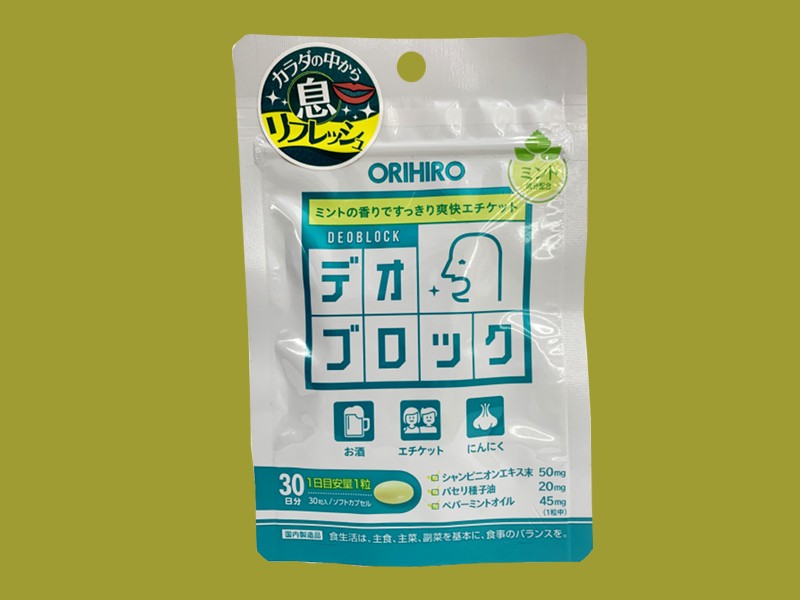 カラダの中から
息
リフレッシュ
ORIHIRO
ミント
ミントの香りですっきり爽快エチケット
DEOBLOCK
デオ
ブロック
お酒
エチケット
にんにく
30
日分
1日目安量1粒
30粒入/ソフトカプセル
シャンピニオンエキス末 50mg
パセリ種子油 20mg
ペパーミントオイル 45mg
(1粒中)
国内製造品 食生活は、主食、主菜、副菜を基本に、食事のバランスを。